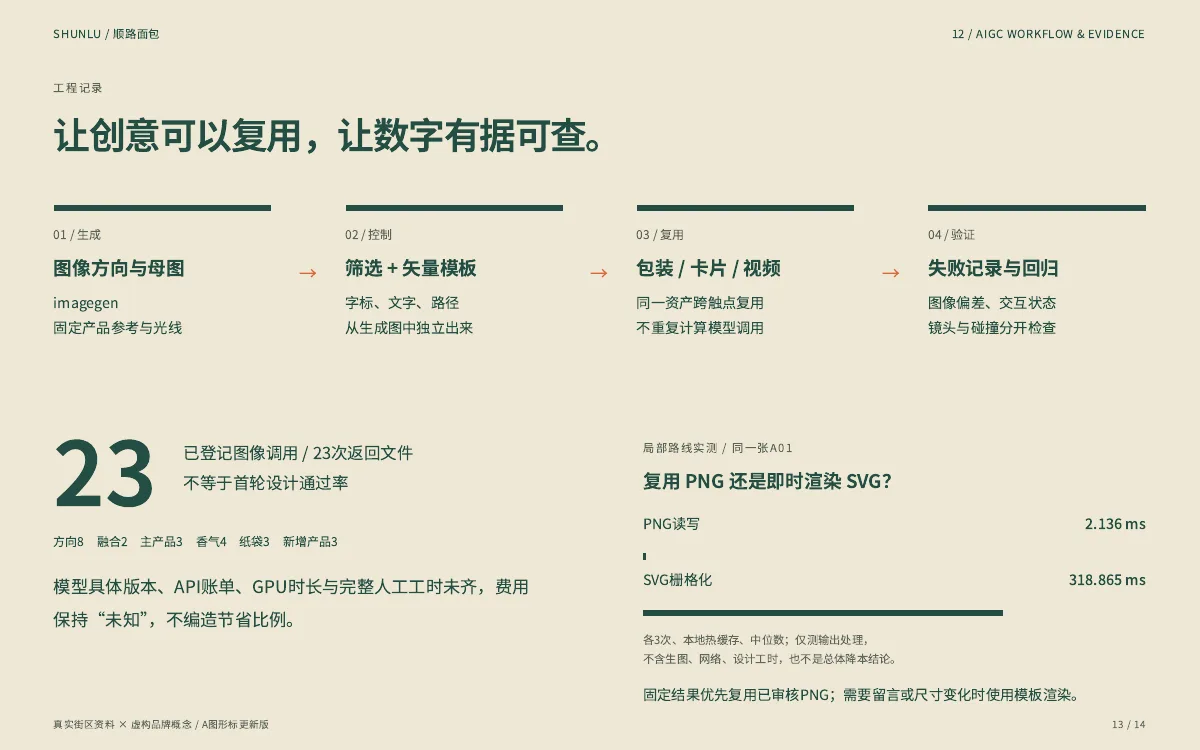 SHUNLU / 顺路面包
12 / AIGC WORKFLOW & EVIDENCE
工程记录
让创意可以复用，让数字有据可查。
01 / 生成
图像方向与母图
imagegen
固定产品参考与光线
→
02 / 控制
筛选 + 矢量模板
字标、文字、路径
从生成图中独立出来
→
03 / 复用
包装 / 卡片 / 视频
同一资产跨触点复用
不重复计算模型调用
→
04 / 验证
失败记录与回归
图像偏差、交互状态
镜头与碰撞分开检查
23
已登记图像调用 / 23次返回文件
不等于首轮设计通过率
方向8 融合2 主产品3 香气4 纸袋3 新增产品3
模型具体版本、API账单、GPU时长与完整人工工时未齐，费用
保持“未知”，不编造节省比例。
局部路线实测 / 同一张A01
复用 PNG 还是即时渲染 SVG？
PNG读写 2.136 ms
SVG栅格化 318.865 ms
各3次、本地热缓存、中位数；仅测输出处理，
不含生图、网络、设计工时，也不是总体降本结论。
固定结果优先复用已审核PNG；需要留言或尺寸变化时使用模板渲染。
真实街区资料 × 虚构品牌概念 / A图形标更新版
13 / 14